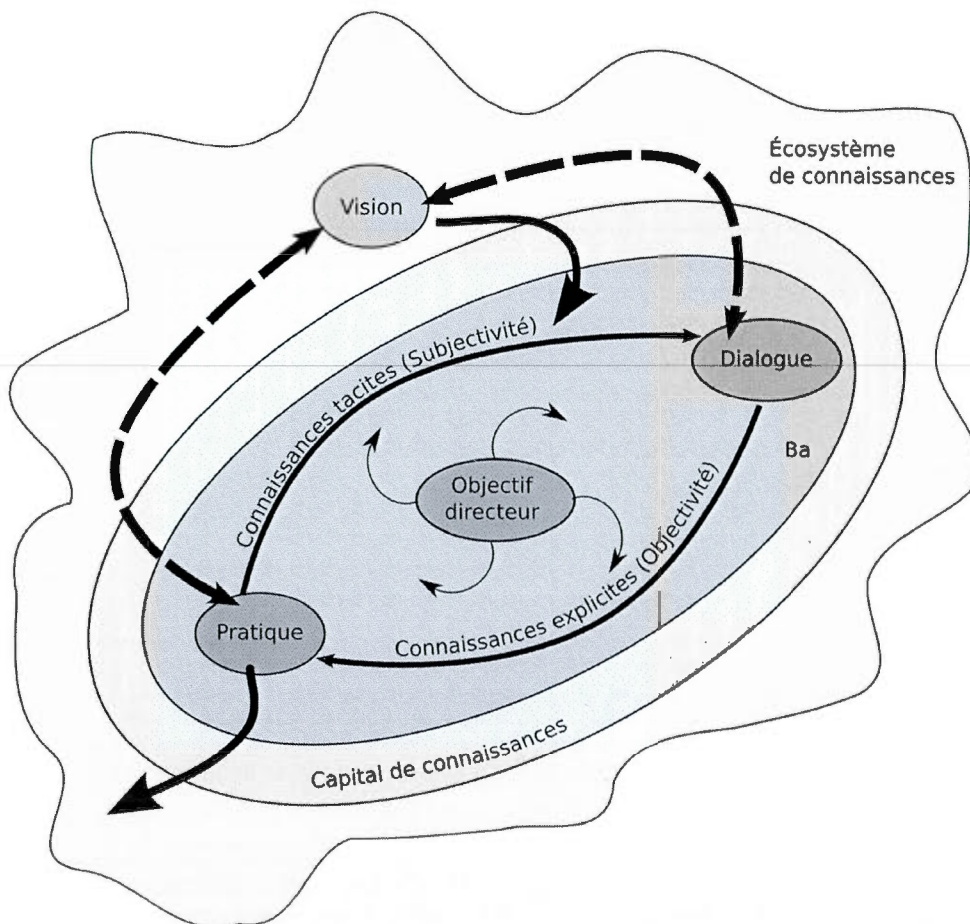 Écosystème
de connaissances
Vision
Connaissances tacites (Subjectivité)
Dialogue
Ba
Objectif
directeur
Connaissances explicites (Objectivité)
Pratique
Capital de connaissances